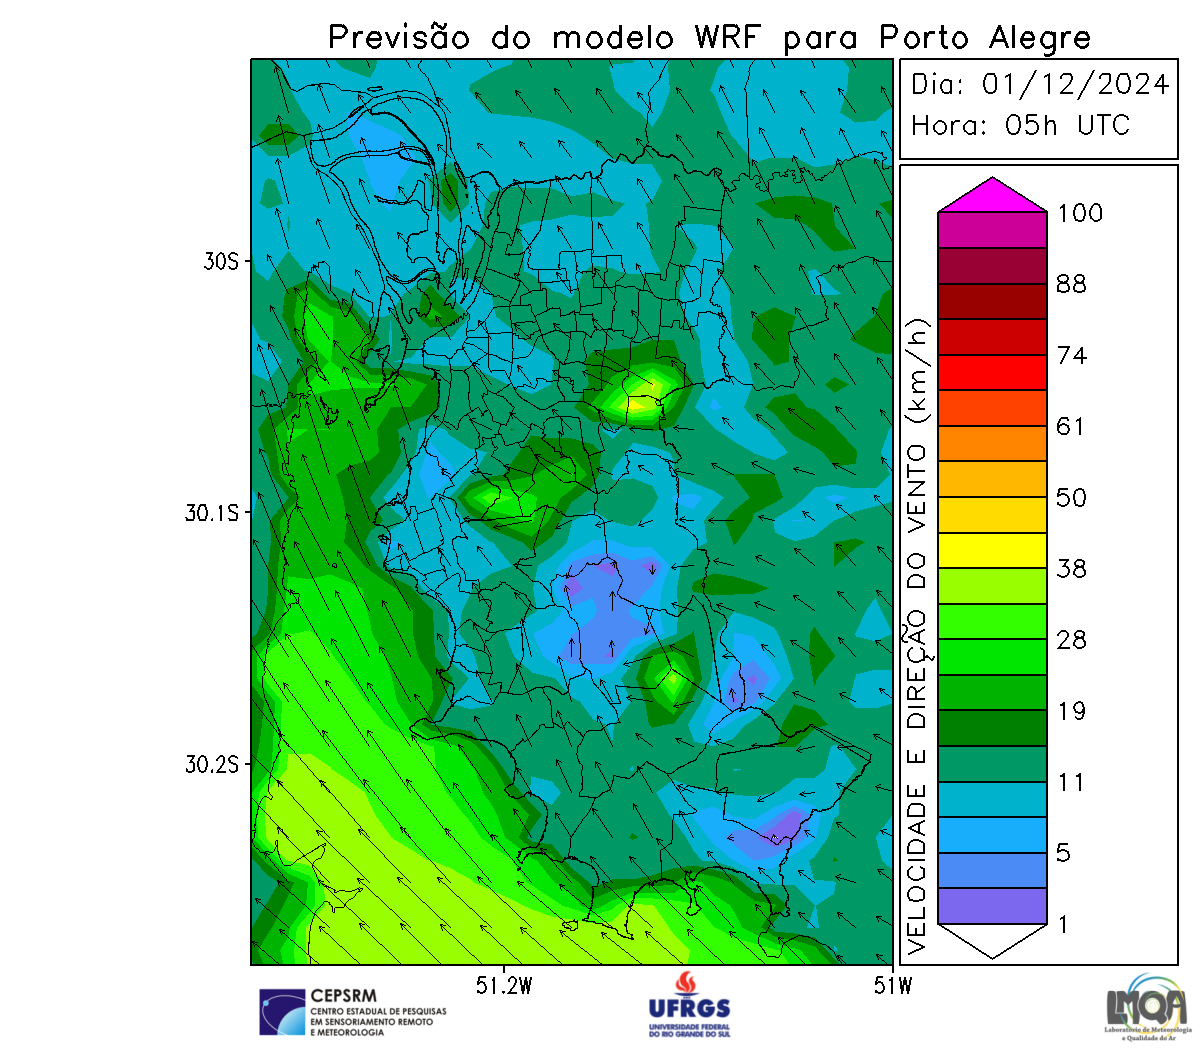 Previsão do modelo WRF para Porto Alegre
Dia: 01/12/2024
Hora: 05h UTC
100
88
74
61
50
38
28
19
11
5
1
VELOCIDADE E DIREÇÃO DO VENTO (km/h)
30S
30.1S
30.2S
51.2W
51W
CEPSRM
CENTRO ESTADUAL DE PESQUISAS
EM SENSORIAMENTO REMOTO
E METEOROLOGIA
UFRGS
UNIVERSIDADE FEDERAL
DO RIO GRANDE DO SUL
LMQA
Laboratório de Meteorologia
e Qualidade do Ar